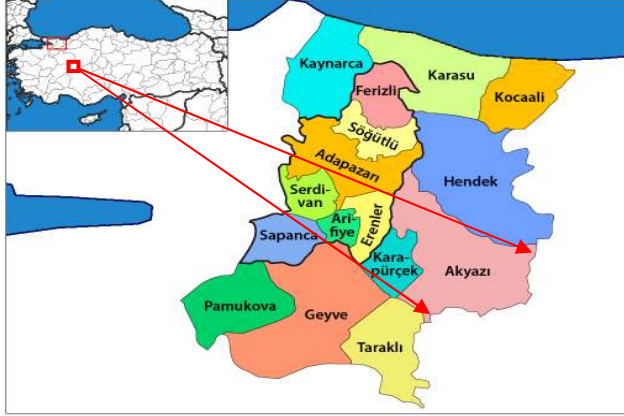 Kaynarca
Karasu
Kocaali
Ferizli
Söğütlü
Adapazarı
Hendek
Serdi-
van
Ari-
fiye
Erenler
Sapanca
Kara-
pürçek
Akyazı
Pamukova
Geyve
Taraklı